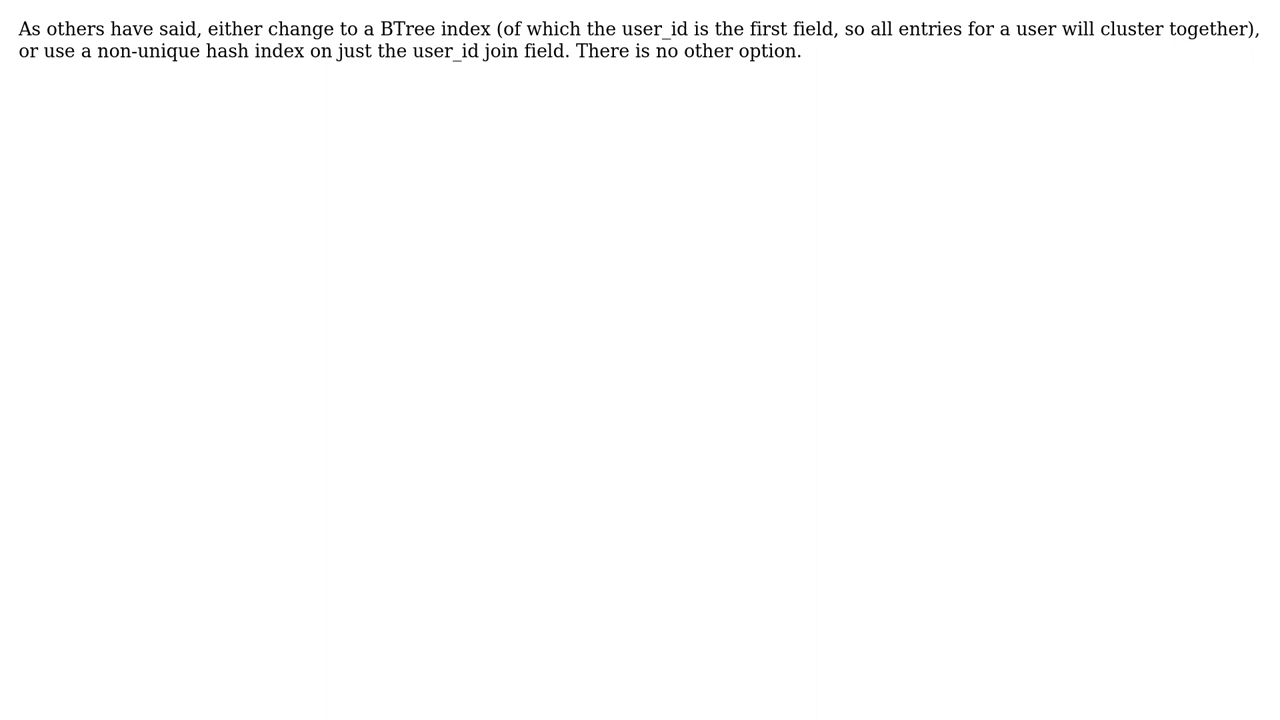 As others have said, either change to a BTree index (of which the user_id is the first field, so all entries for a user will cluster together),
or use a non-unique hash index on just the user_id join field. There is no other option.